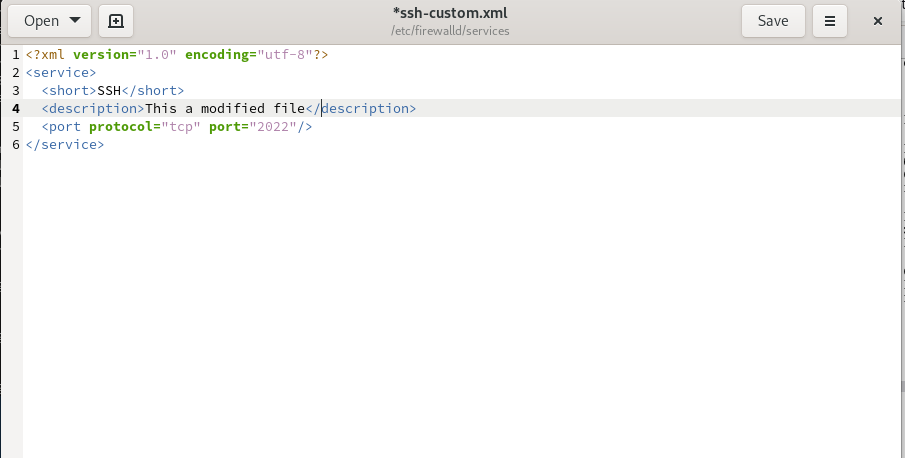 Open
*ssh-custom.xml
/etc/firewalld/services
Save
1 <?xml version="1.0" encoding="utf-8"?>
2 <service>
3   <short>SSH</short>
4   <description>This a modified file</description>
5   <port protocol="tcp" port="2022"/>
6 </service>